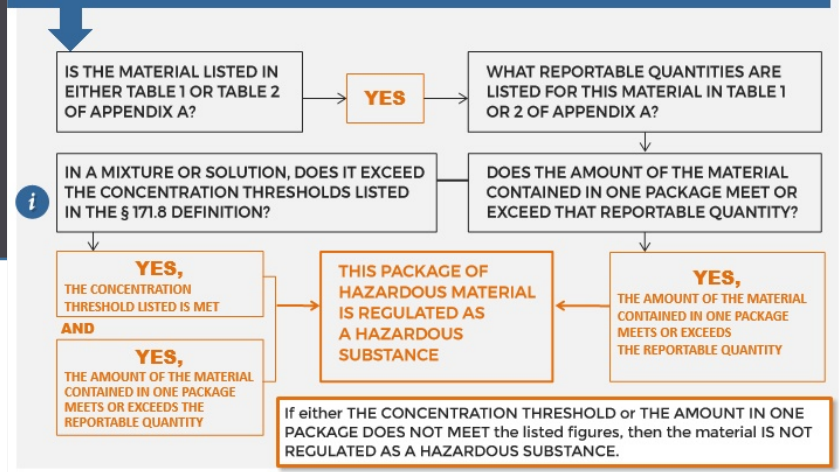 IS THE MATERIAL LISTED IN
EITHER TABLE 1 OR TABLE 2
OF APPENDIX A?
YES
WHAT REPORTABLE QUANTITIES ARE
LISTED FOR THIS MATERIAL IN TABLE 1
OR 2 OF APPENDIX A?
IN A MIXTURE OR SOLUTION, DOES IT EXCEED
THE CONCENTRATION THRESHOLDS LISTED
IN THE § 171.8 DEFINITION?
DOES THE AMOUNT OF THE MATERIAL
CONTAINED IN ONE PACKAGE MEET OR
EXCEED THAT REPORTABLE QUANTITY?
i
YES,
THE CONCENTRATION
THRESHOLD LISTED IS MET
AND
YES,
THE AMOUNT OF THE MATERIAL
CONTAINED IN ONE PACKAGE
MEETS OR EXCEEDS THE
REPORTABLE QUANTITY
THIS PACKAGE OF
HAZARDOUS MATERIAL
IS REGULATED AS
A HAZARDOUS
SUBSTANCE
YES,
THE AMOUNT OF THE MATERIAL
CONTAINED IN ONE PACKAGE
MEETS OR EXCEEDS
THE REPORTABLE QUANTITY
If either THE CONCENTRATION THRESHOLD or THE AMOUNT IN ONE
PACKAGE DOES NOT MEET the listed figures, then the material IS NOT
REGULATED AS A HAZARDOUS SUBSTANCE.